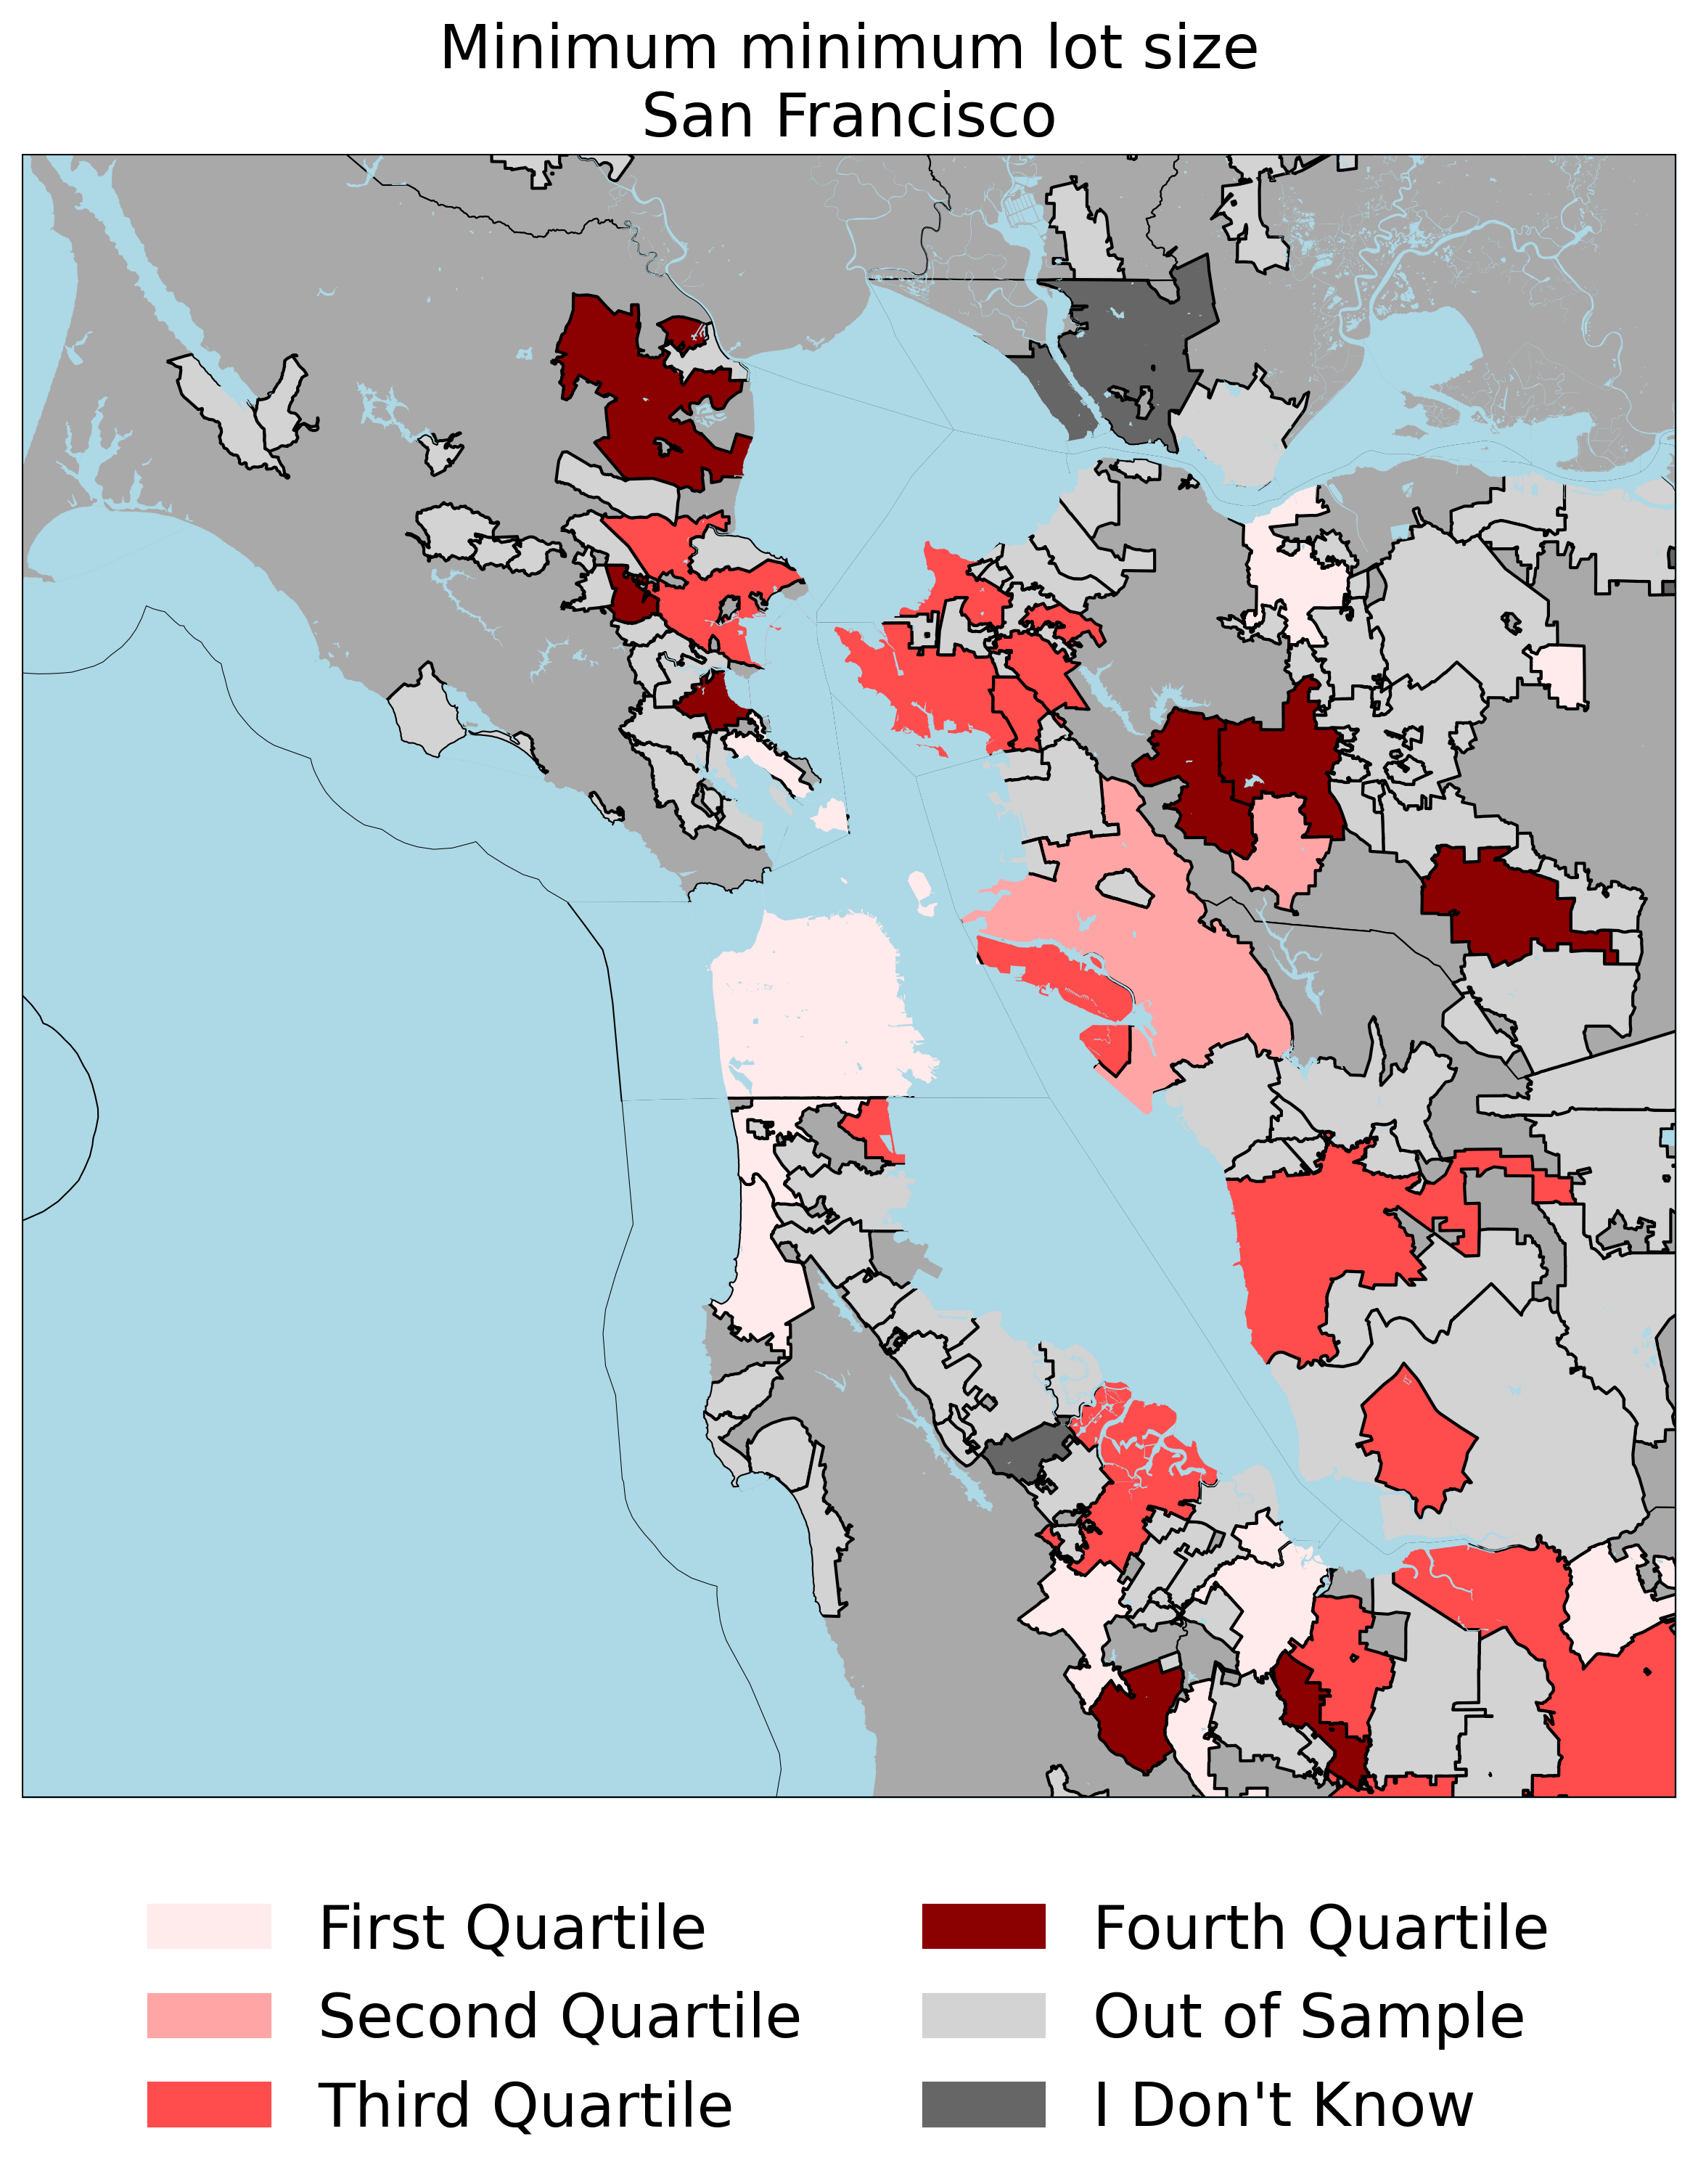 Minimum minimum lot size
San Francisco
First Quartile
Second Quartile
Third Quartile
Fourth Quartile
Out of Sample
I Don't Know